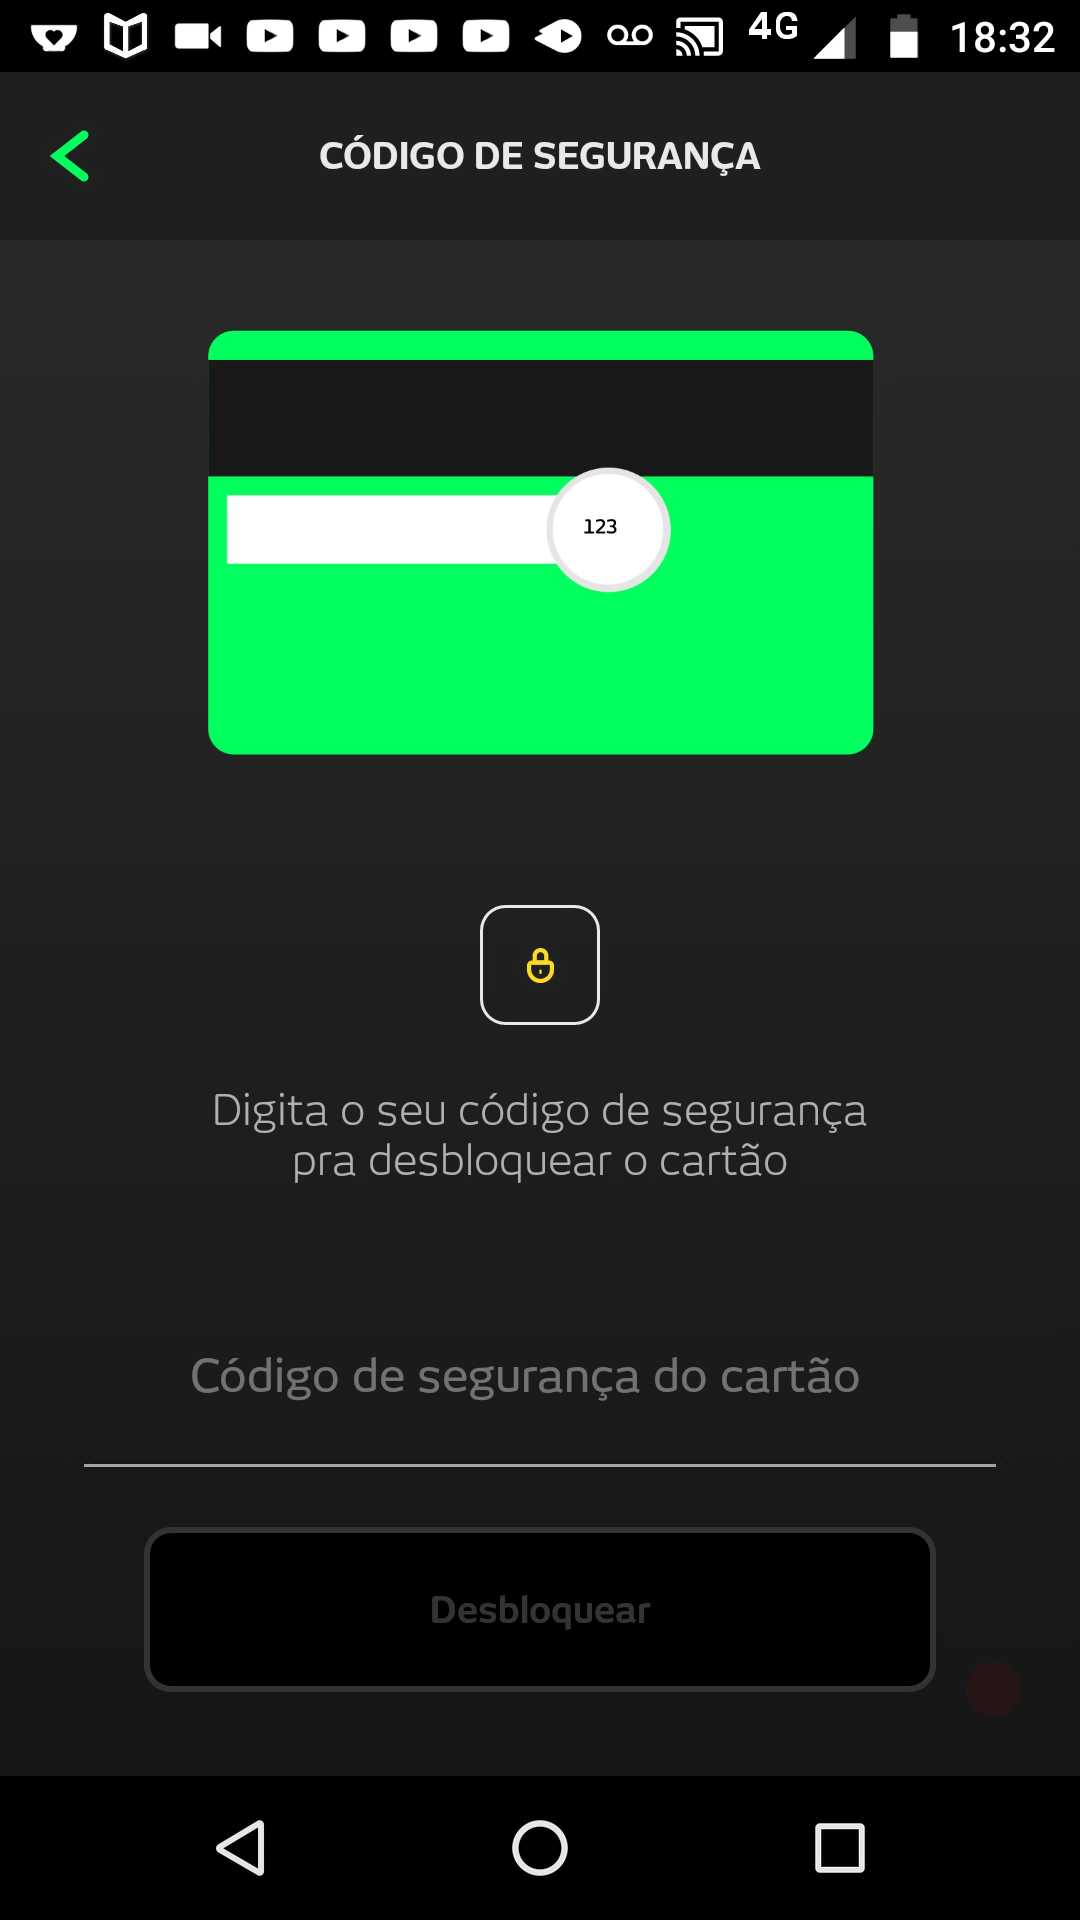 4G 18:32
CÓDIGO DE SEGURANÇA
123
Digita o seu código de segurança
pra desbloquear o cartão
Código de segurança do cartão
Desbloquear